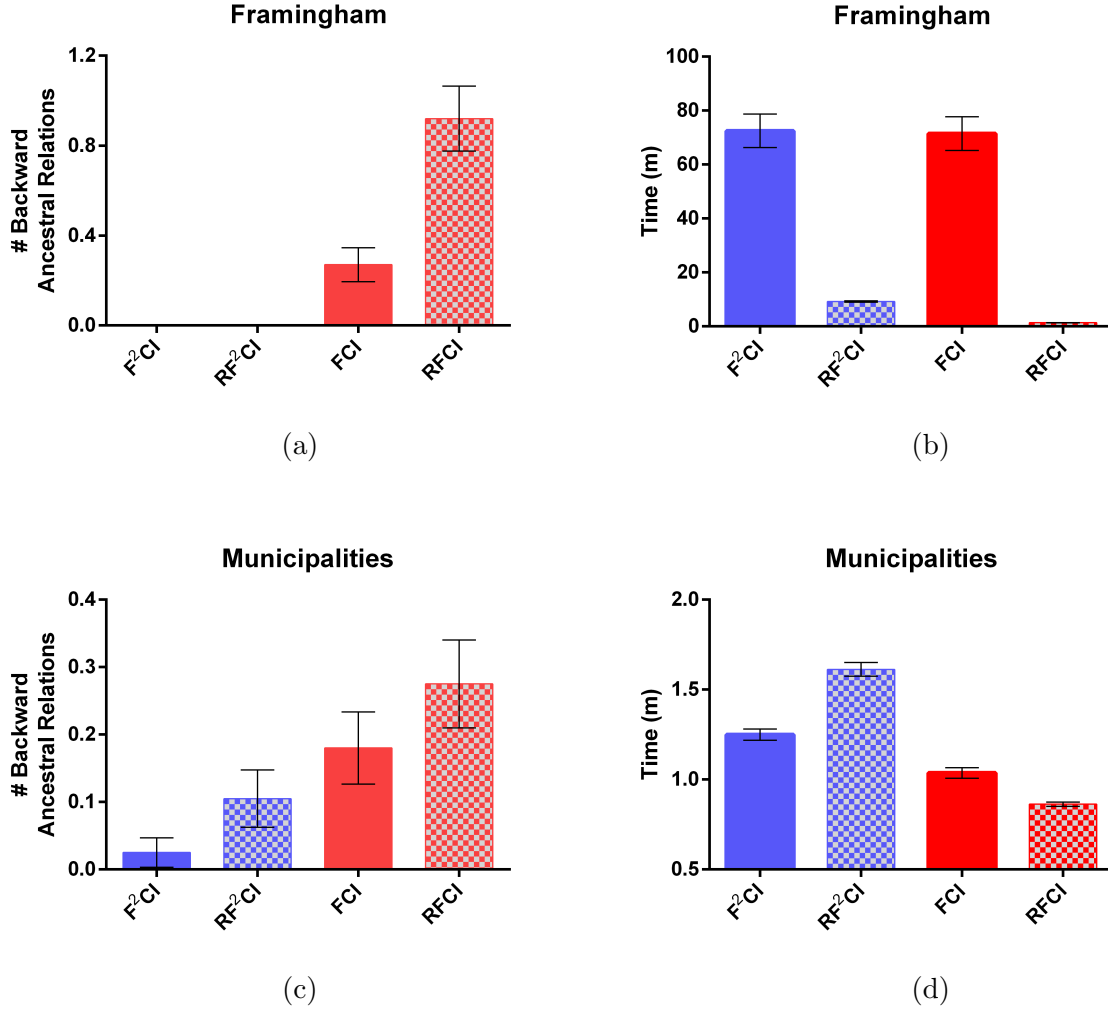 Framingham
# Backward
Ancestral Relations
1.2
0.8
0.4
0.0
F²CI
RF²CI
FCI
RFCI
(a)
Framingham
Time (m)
100
80
60
40
20
0
F²CI
RF²CI
FCI
RFCI
(b)
Municipalities
# Backward
Ancestral Relations
0.4
0.3
0.2
0.1
0.0
F²CI
RF²CI
FCI
RFCI
(c)
Municipalities
Time (m)
2.0
1.5
1.0
0.5
F²CI
RF²CI
FCI
RFCI
(d)